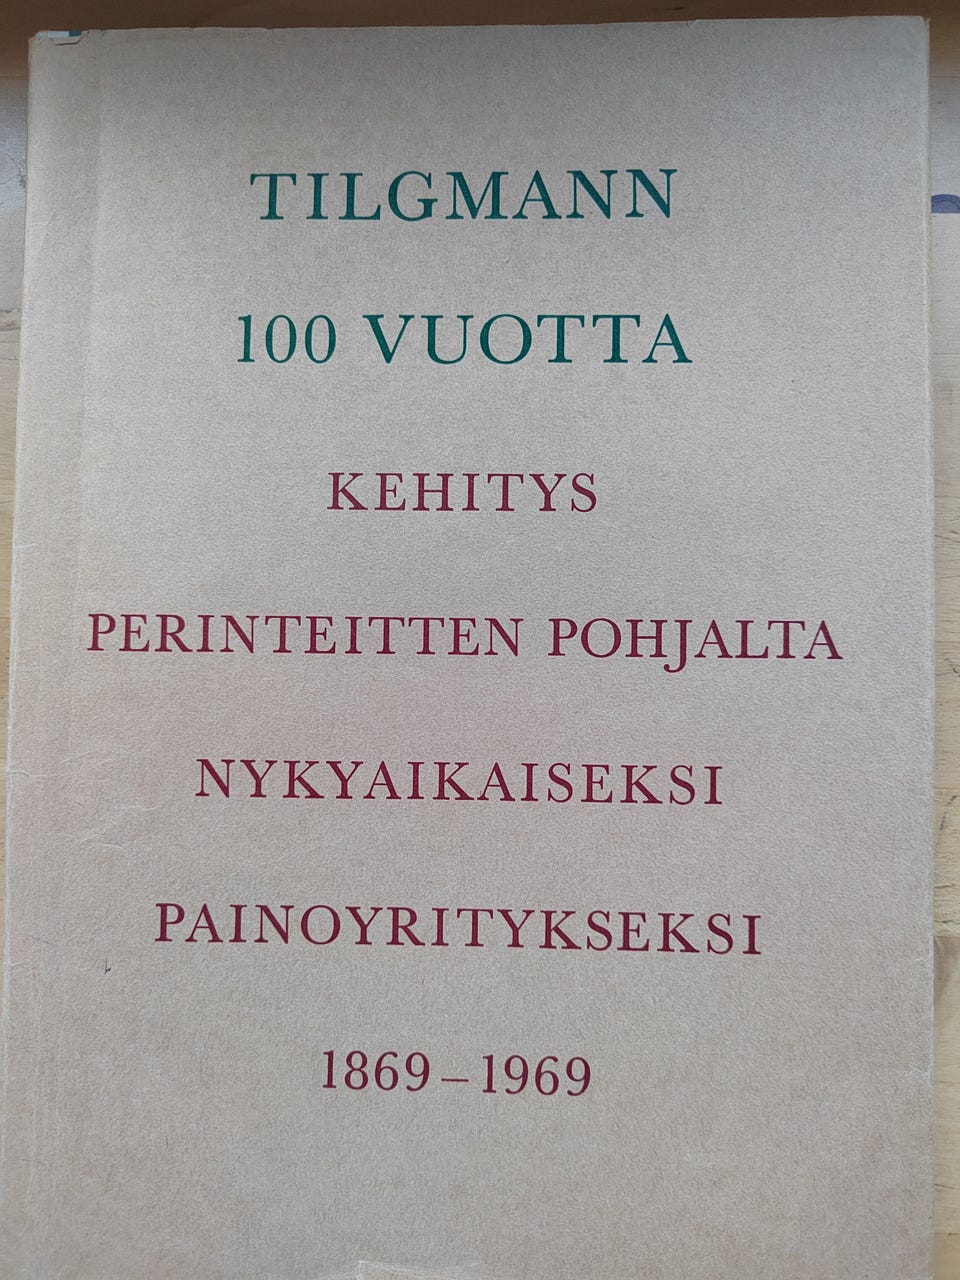 TILGMANN
100 VUOTTA
KEHITYS
PERINTEITTEN POHJALTA
NYKYAIKAISEKSI
PAINOYRITYKSEKSI
1869–1969